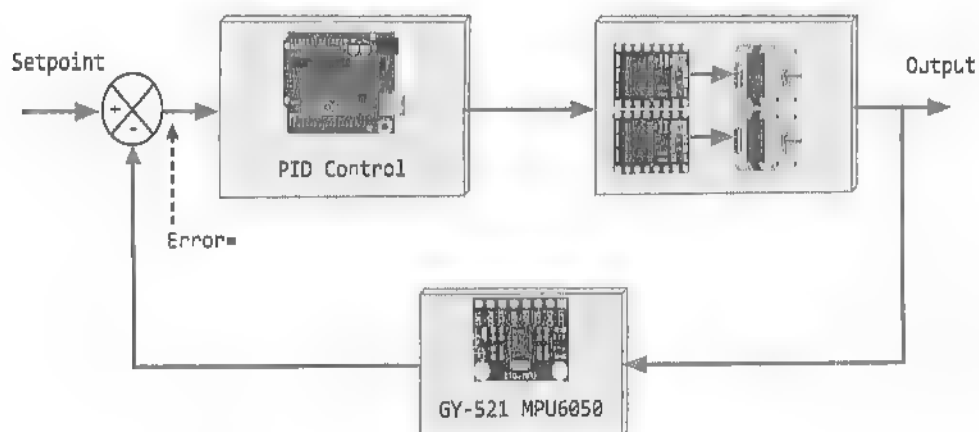 Setpoint
Output
+
-
PID Control
Error=
GY-521 MPU6050